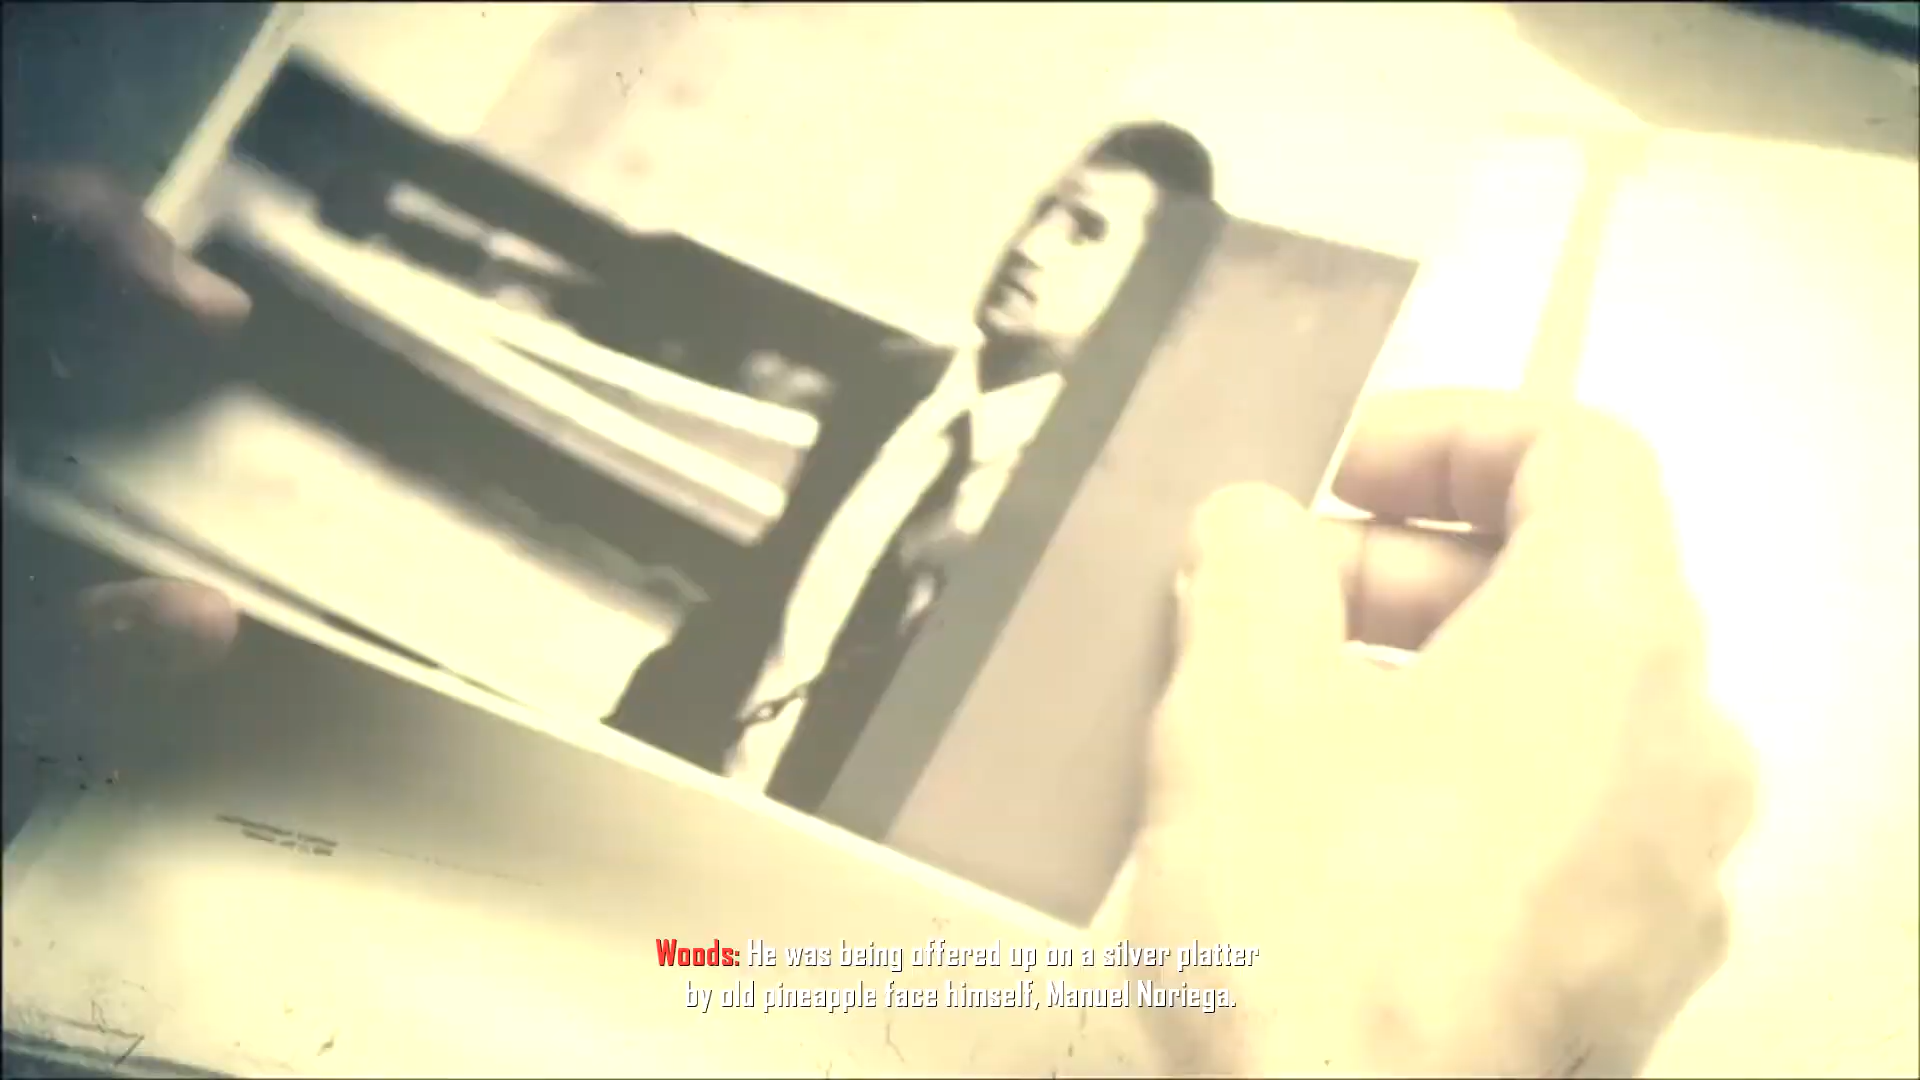 Woods: He was being offered up on a silver platter
by old pineapple face himself, Manuel Noriega.